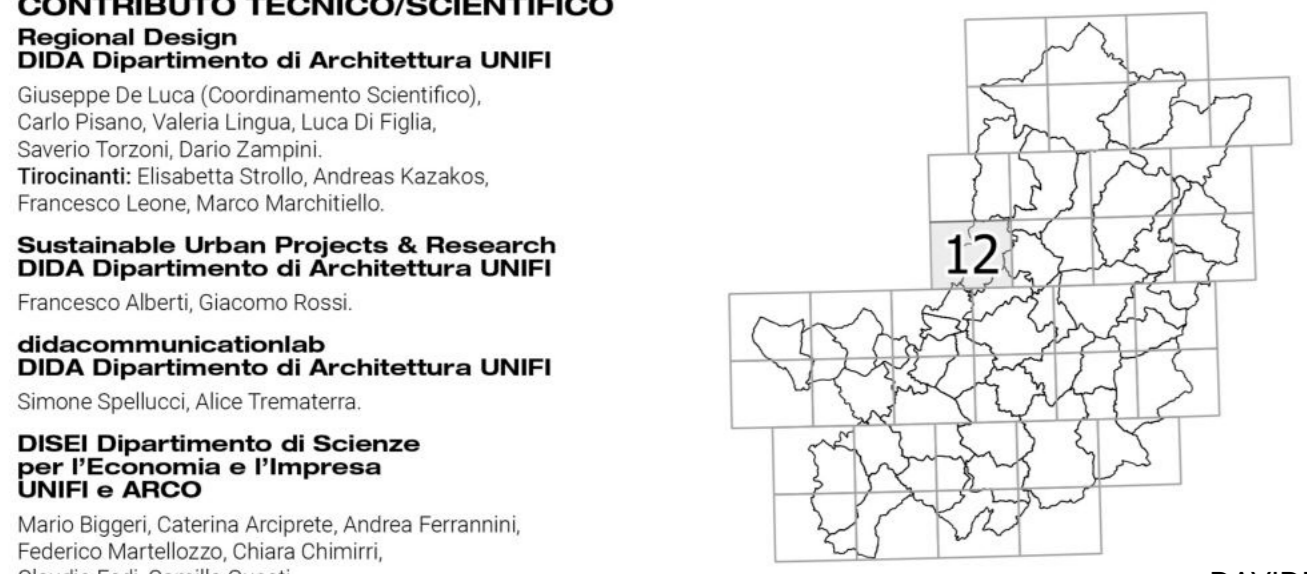 CONTRIBUTO TECNICO/SCIENTIFICO
Regional Design
DIDA Dipartimento di Architettura UNIFI
Giuseppe De Luca (Coordinamento Scientifico),
Carlo Pisano, Valeria Lingua, Luca Di Figlia,
Saverio Torzoni, Dario Zampini.
Tirocinanti: Elisabetta Strollo, Andreas Kazakos,
Francesco Leone, Marco Marchitiello.
Sustainable Urban Projects & Research
DIDA Dipartimento di Architettura UNIFI
Francesco Alberti, Giacomo Rossi.
didacommunicationlab
DIDA Dipartimento di Architettura UNIFI
Simone Spellucci, Alice Trematerra.
DISEI Dipartimento di Scienze
per l'Economia e l'Impresa
UNIFI e ARCO
Mario Biggeri, Caterina Arciprete, Andrea Ferrannini,
Federico Martellozzo, Chiara Chimirri,
12